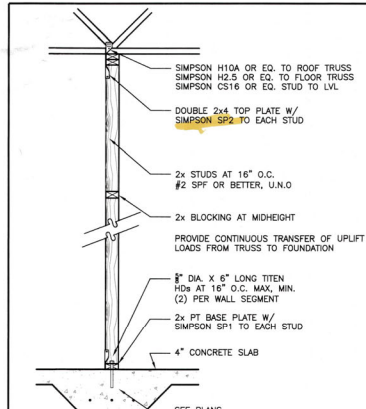 SIMPSON H10A OR EQ. TO ROOF TRUSS
SIMPSON H2.5 OR EQ. TO FLOOR TRUSS
SIMPSON CS16 OR EQ. STUD TO LVL
DOUBLE 2x4 TOP PLATE W/
SIMPSON SP2 TO EACH STUD
2x STUDS AT 16" O.C.
#2 SPF OR BETTER, U.N.O
2x BLOCKING AT MIDHEIGHT
PROVIDE CONTINUOUS TRANSFER OF UPLIFT
LOADS FROM TRUSS TO FOUNDATION
DIA. X 6" LONG TITEN
HDs AT 16" O.C. MAX, MIN.
(2) PER WALL SEGMENT
2x PT BASE PLATE W/
SIMPSON SP1 TO EACH STUD
4" CONCRETE SLAB
SEE PLANS